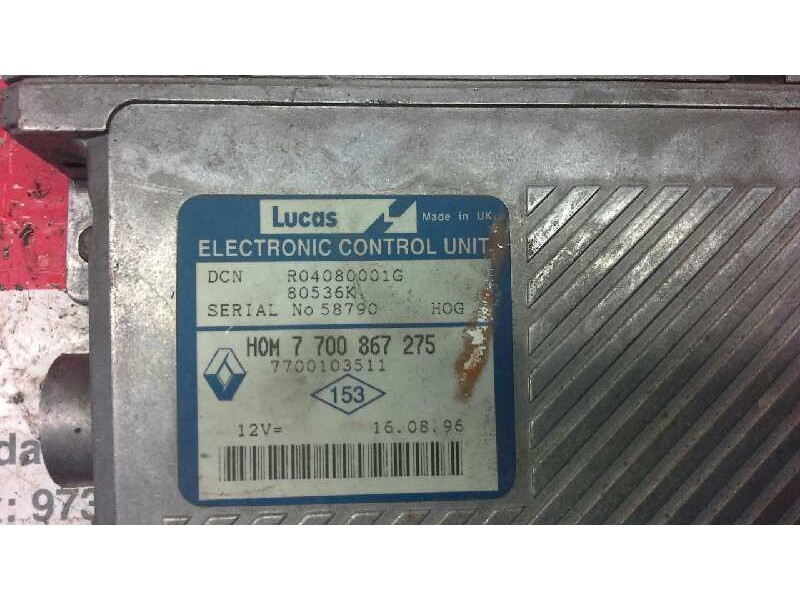 Lucas Made in UK
ELECTRONIC CONTROL UNIT
DCN R04080001G
80536K
SERIAL No 58790 HOG
HOM 7 700 867 275
7700103511
153
12V= 16.08.96
da
: 973